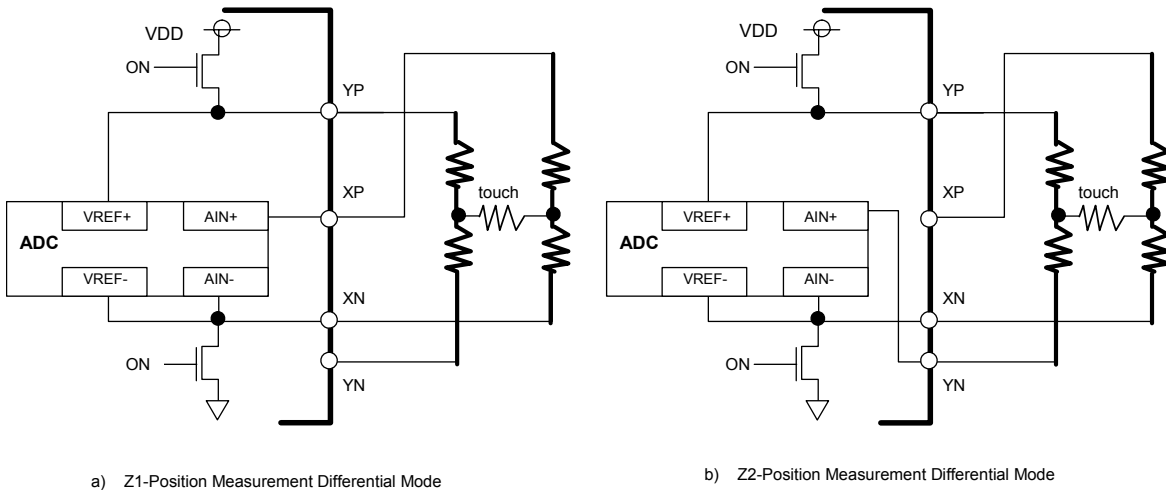 VDD
ON
YP
XP
touch
VREF+
AIN+
ADC
VREF-
AIN-
XN
ON
YN
a) Z1-Position Measurement Differential Mode
VDD
ON
YP
XP
touch
VREF+
AIN+
ADC
VREF-
AIN-
XN
ON
YN
b) Z2-Position Measurement Differential Mode